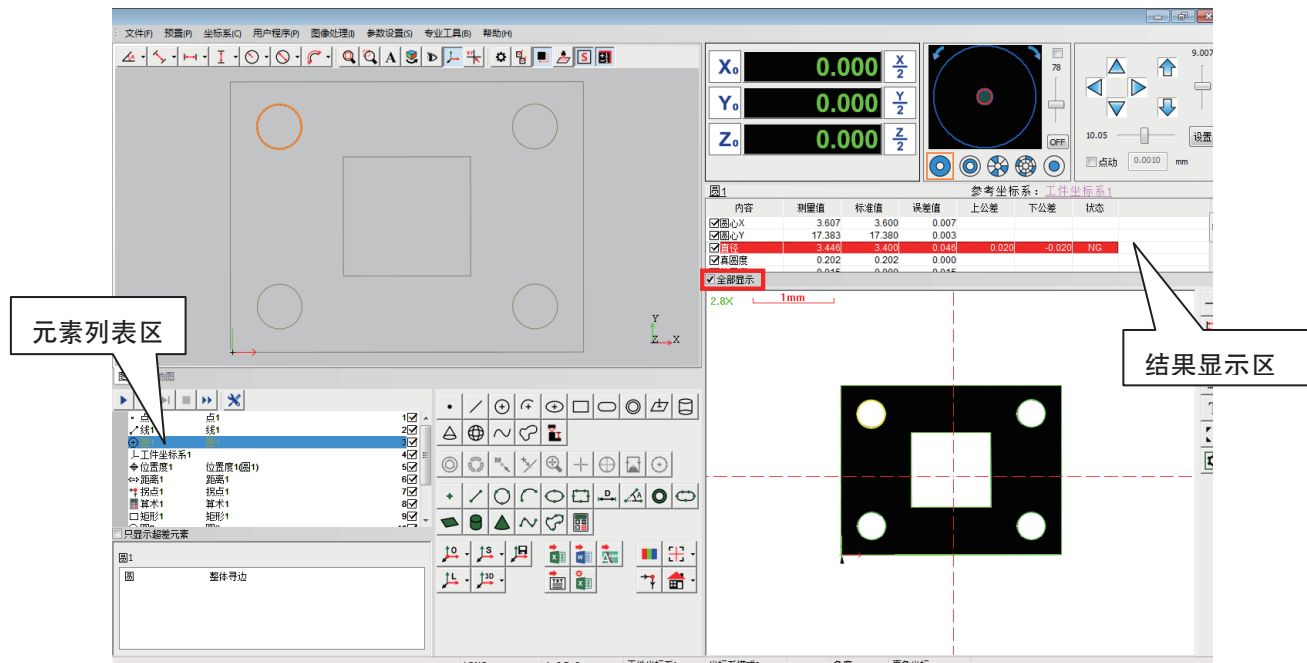 文件(F) 预置(P) 坐标系(C) 用户程序(P) 图像处理(I) 参数设置(S) 专业工具(B) 帮助(H)
X₀ 0.000 X/2
Y₀ 0.000 Y/2
Z₀ 0.000 Z/2
78
OFF
9.007
10.05
设置
点动 0.0010 mm
圆1 参考坐标系：工件坐标系1
内容 测量值 标准值 误差值 上公差 下公差 状态
圆心X 3.607 3.600 0.007
圆心Y 17.383 17.380 0.003
直径 3.446 3.400 0.046 0.020 -0.020 NG
真圆度 0.202 0.202 0.000
全部显示
2.8X 1mm
Y
Z X
元素列表区
结果显示区
点1 1
线1 线1 2
圆1 圆1 3
工件坐标系1 4
位置度1 位置度1(圆1) 5
距离1 距离1 6
拐点1 拐点1 7
算术1 算术1 8
矩形1 矩形1 9
只显示超差元素
圆1
圆 整体寻边